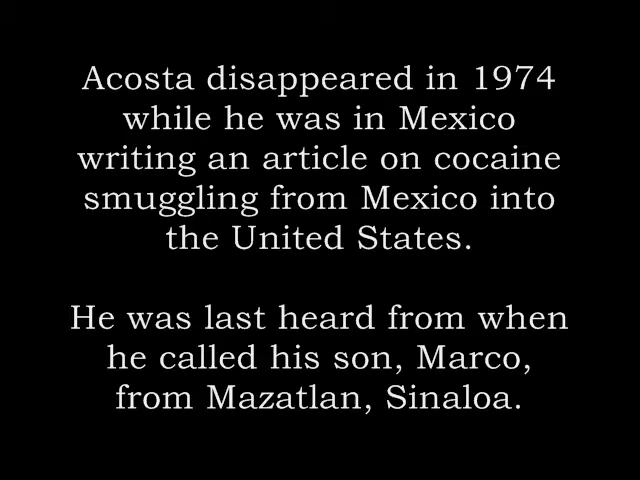 Acosta disappeared in 1974
while he was in Mexico
writing an article on cocaine
smuggling from Mexico into
the United States.
He was last heard from when
he called his son, Marco,
from Mazatlan, Sinaloa.